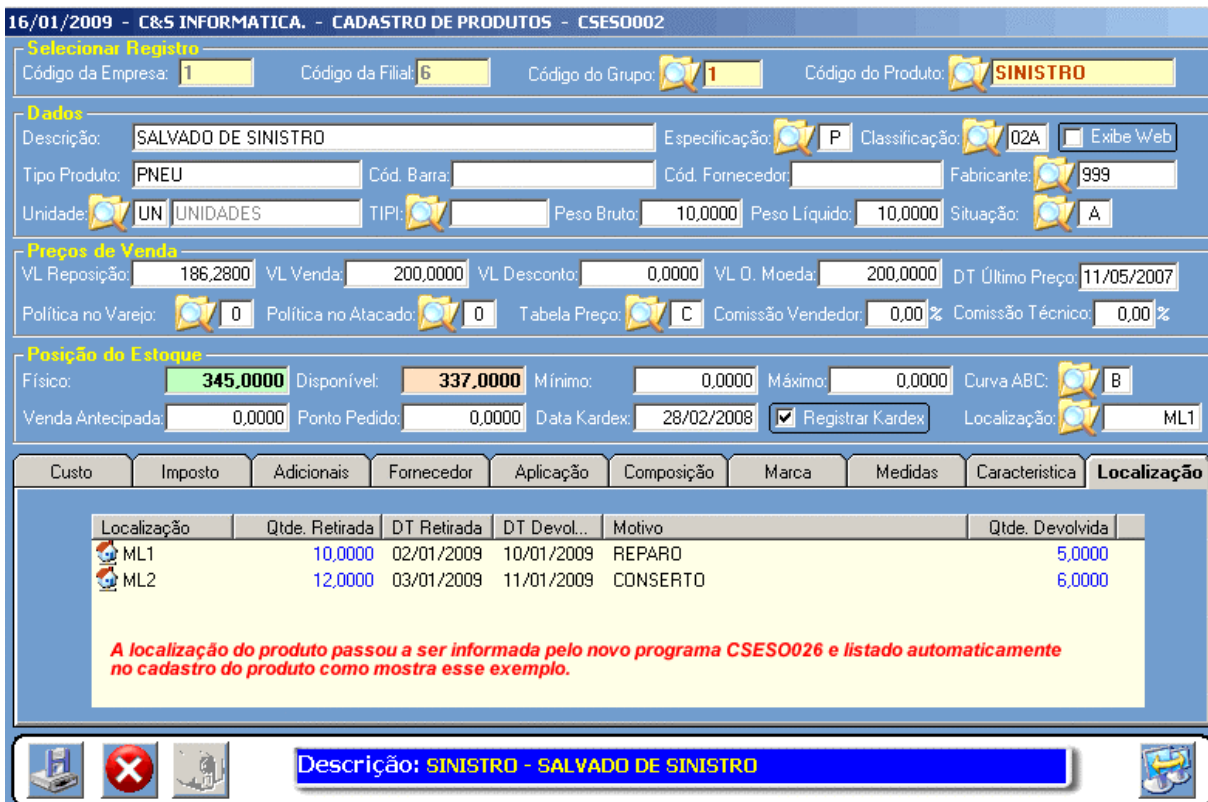 16/01/2009 - C&S INFORMATICA. - CADASTRO DE PRODUTOS - CSESO002
Selecionar Registro
Código da Empresa: 1 Código da Filial: 6 Código do Grupo: 1 Código do Produto: SINISTRO
Dados
Descrição: SALVADO DE SINISTRO Especificação: P Classificação: 02A Exibe Web
Tipo Produto: PNEU Cód. Barra: Cód. Fornecedor: Fabricante: 999
Unidade: UN UNIDADES TIPI: Peso Bruto: 10,0000 Peso Líquido: 10,0000 Situação: A
Preços de Venda
VL Reposição: 186,2800 VL Venda: 200,0000 VL Desconto: 0,0000 VL O. Moeda: 200,0000 DT Último Preço: 11/05/2007
Política no Varejo: 0 Política no Atacado: 0 Tabela Preço: C Comissão Vendedor: 0,00 % Comissão Técnico: 0,00 %
Posição do Estoque
Físico: 345,0000 Disponível: 337,0000 Mínimo: 0,0000 Máximo: 0,0000 Curva ABC: B
Venda Antecipada: 0,0000 Ponto Pedido: 0,0000 Data Kardex: 28/02/2008 Registrar Kardex Localização: ML1
Custo Imposto Adicionais Fornecedor Aplicação Composição Marca Medidas Caracteristica Localização
Localização Qtde. Retirada DT Retirada DT Devol... Motivo Qtde. Devolvida
ML1 10,0000 02/01/2009 10/01/2009 REPARO 5,0000
ML2 12,0000 03/01/2009 11/01/2009 CONSERTO 6,0000
A localização do produto passou a ser informada pelo novo programa CSESO026 e listado automaticamente
no cadastro do produto como mostra esse exemplo.
Descrição: SINISTRO - SALVADO DE SINISTRO